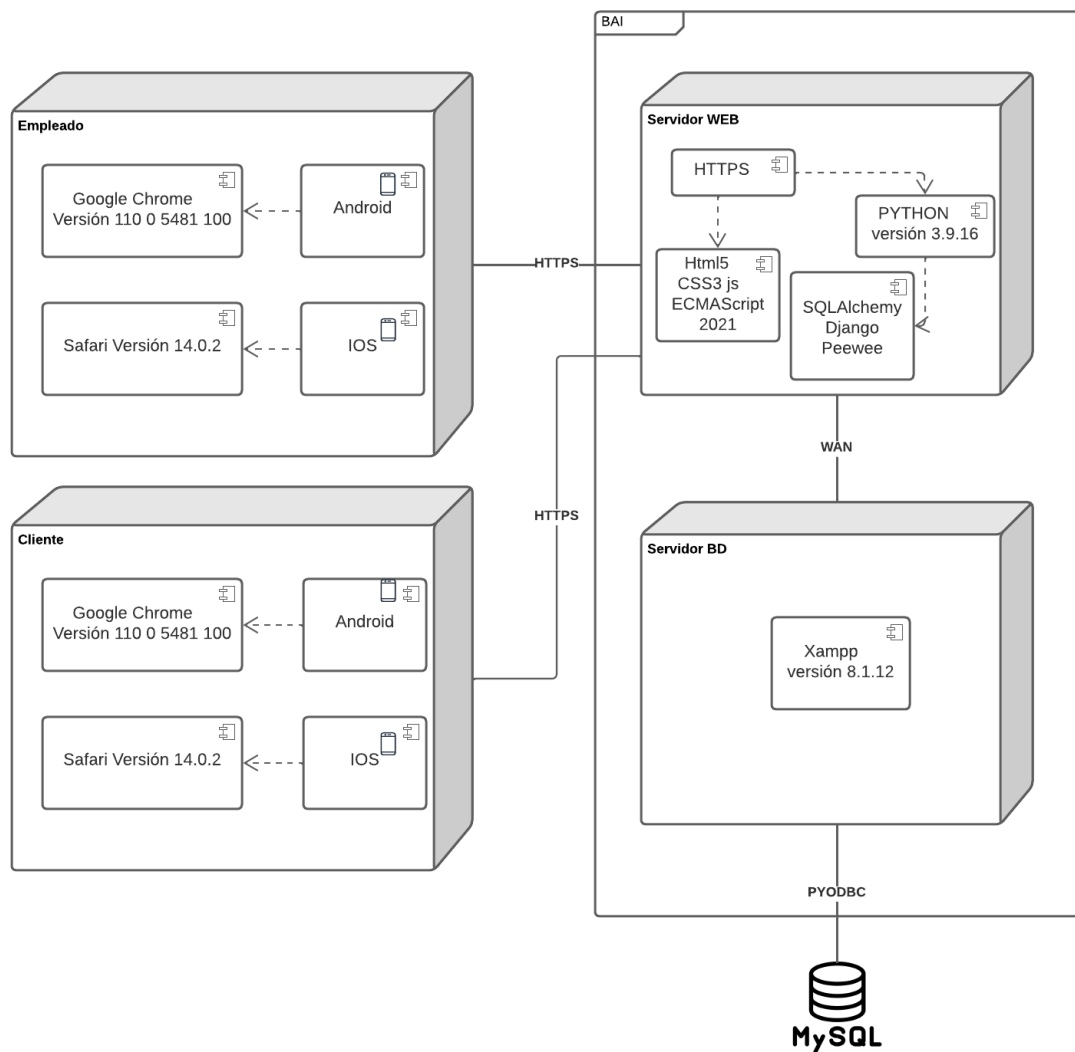 BAI
Empleado
Google Chrome
Versión 110 0 5481 100
Android
Safari Versión 14.0.2
IOS
HTTPS
Servidor WEB
HTTPS
PYTHON
versión 3.9.16
Html5
CSS3 js
ECMAScript
2021
SQLAlchemy
Django
Peewee
WAN
HTTPS
Cliente
Google Chrome
Versión 110 0 5481 100
Android
Safari Versión 14.0.2
IOS
Servidor BD
Xampp
versión 8.1.12
PYODBC
MySQL